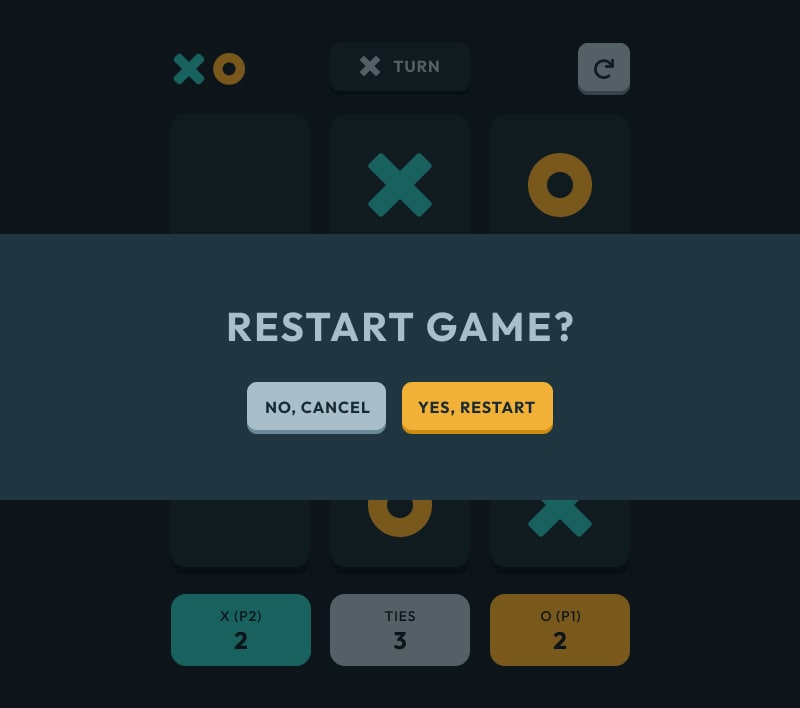 TURN
RESTART GAME?
NO, CANCEL
YES, RESTART
X (P2)
2
TIES
3
O (P1)
2